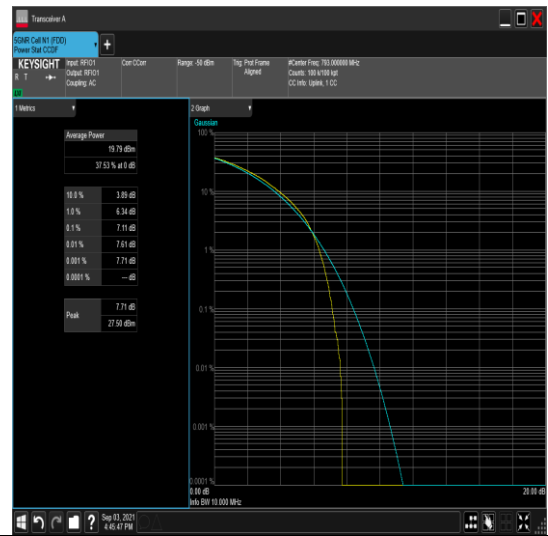 Transceiver A
5GNR Cell N1 (FDD)
Power Stat CCDF
KEYSIGHT
R T
Input: RFIO1
Output: RFIO1
Coupling: AC
Corr CCorr
Range: -50 dBm
Trig: Prot Frame
Aligned
#Center Freq: 793.000000 MHz
Counts: 100 k/100 kpt
CC Info: Uplink, 1 CC
1 Metrics
Average Power
19.79 dBm
37.53 % at 0 dB
10.0 % 3.89 dB
1.0 % 6.34 dB
0.1 % 7.11 dB
0.01 % 7.61 dB
0.001 % 7.71 dB
0.0001 % --- dB
Peak 7.71 dB
27.50 dBm
2 Graph
Gaussian
100 %
10 %
1 %
0.1 %
0.01 %
0.001 %
0.0001 %
0.00 dB
20.00 dB
Info BW 10.000 MHz
Sep 03, 2021
4:45:47 PM